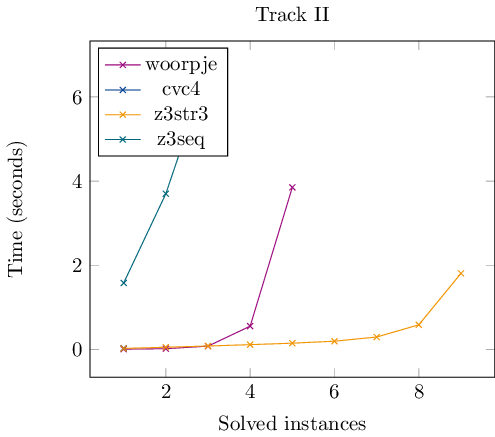 Track II
woorpje
cvc4
z3str3
z3seq
6
4
2
0
2
4
6
8
Time (seconds)
Solved instances